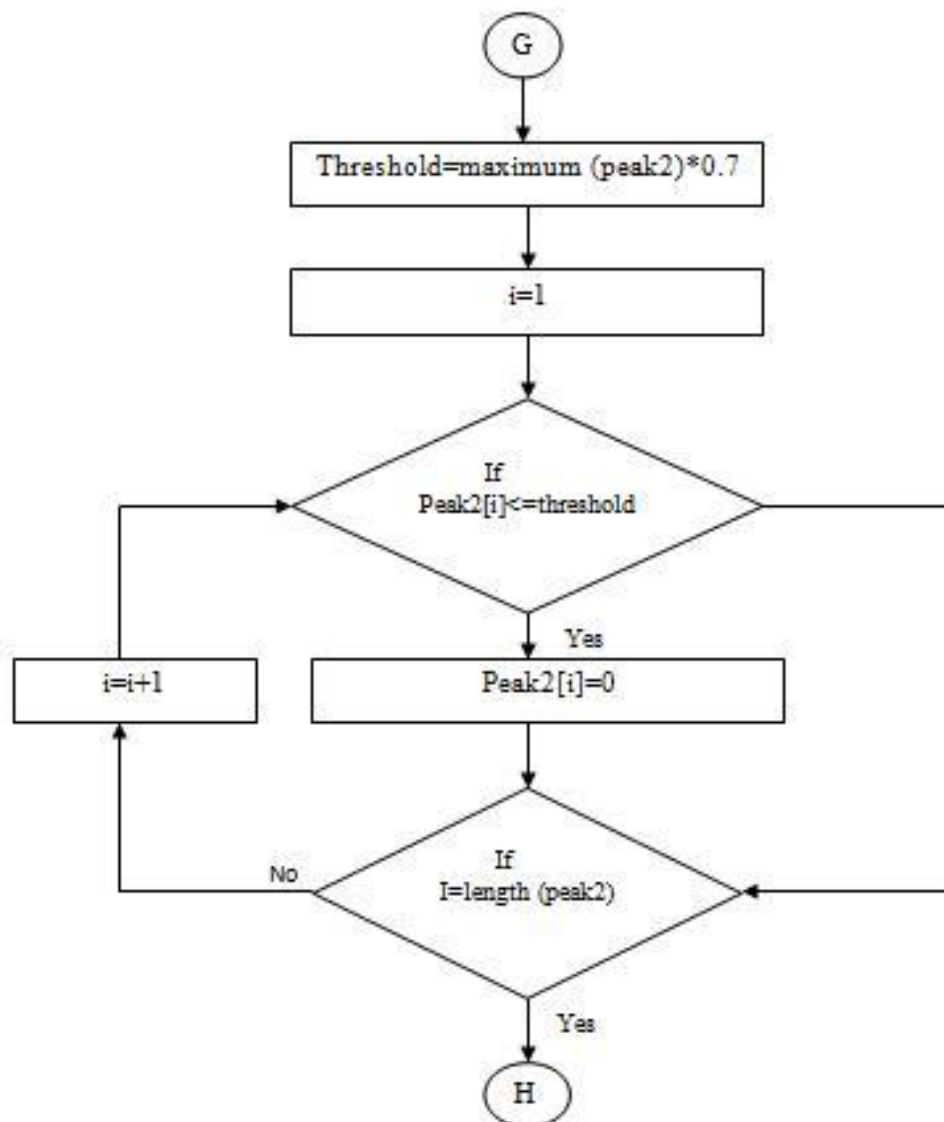 G
Threshold=maximum (peak2)*0.7
i=1
If
Peak2[i]<=threshold
Yes
i=i+1
Peak2[i]=0
No
If
I=length (peak2)
Yes
H